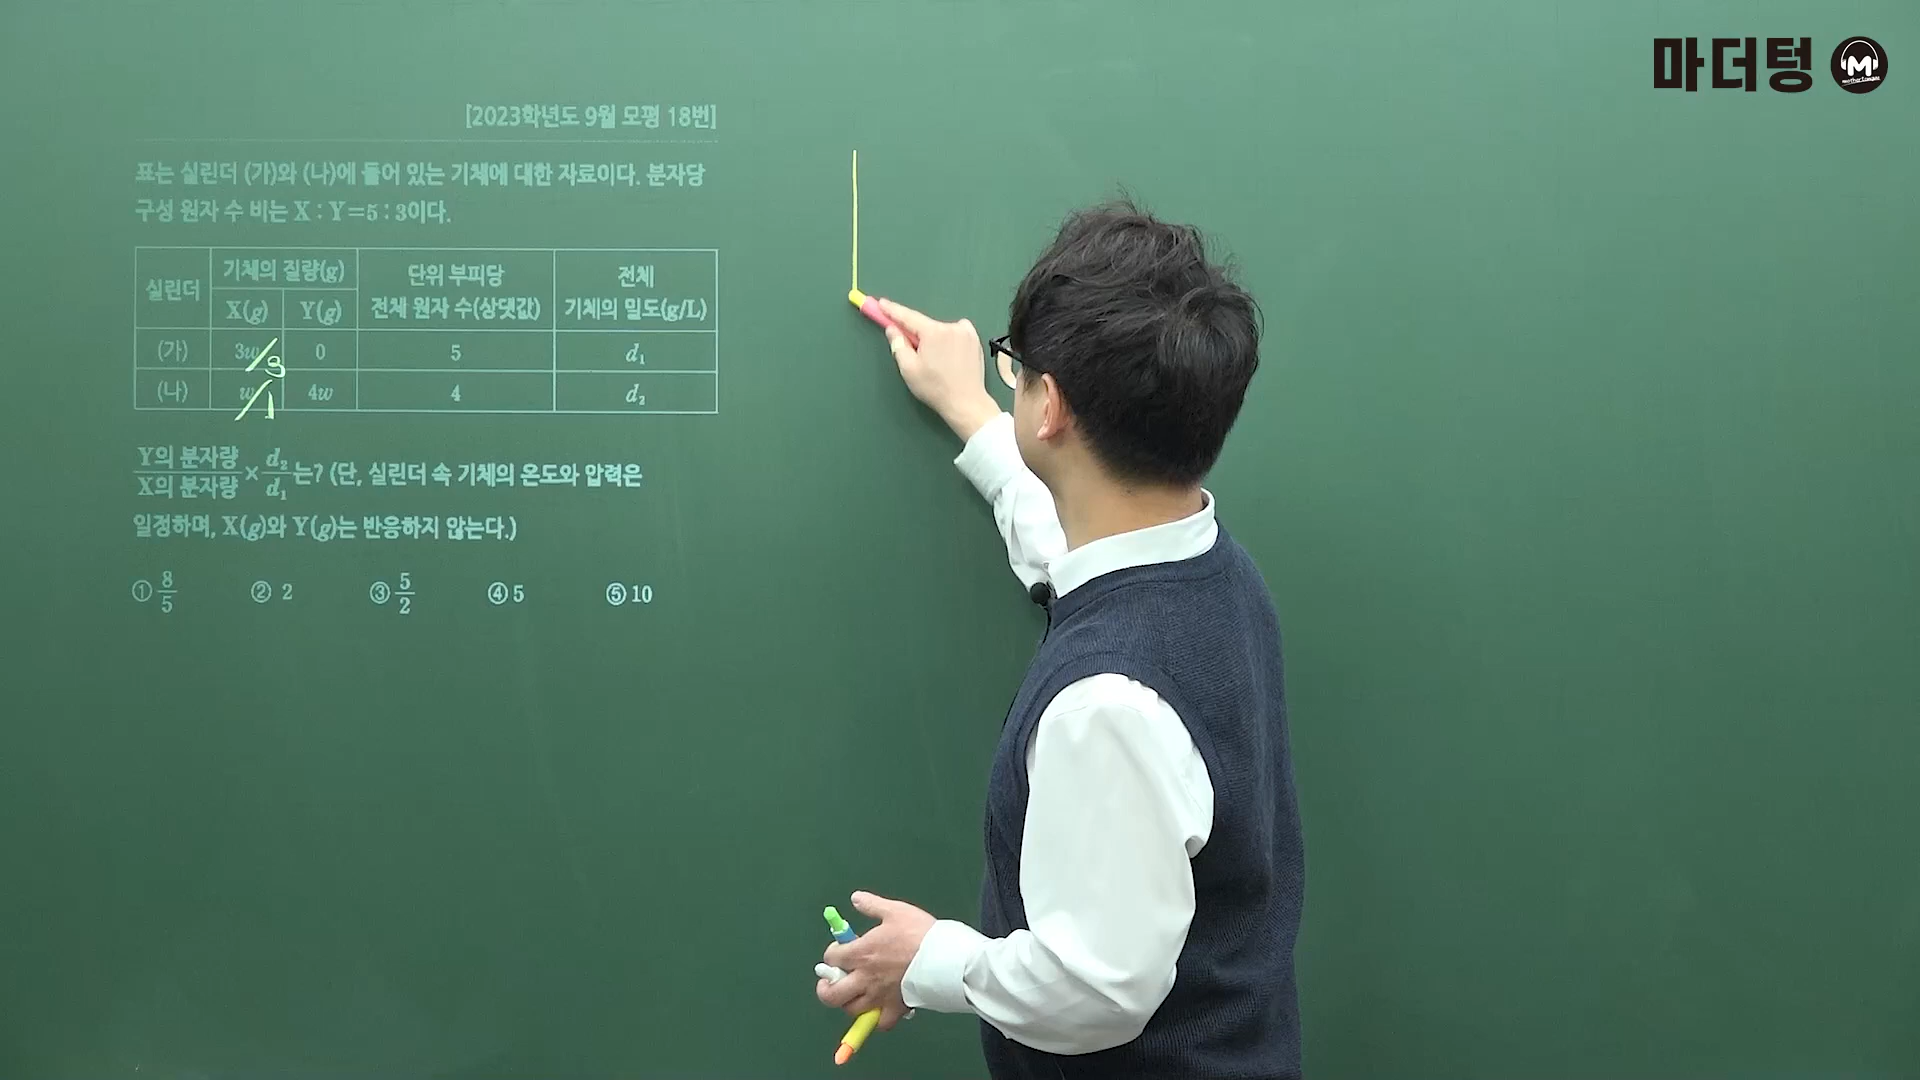 마더텅 M
[2023학년도 9월 모평 18번]
표는 실린더 (가)와 (나)에 들어 있는 기체에 대한 자료이다. 분자당
구성 원자 수 비는 X : Y=5 : 3이다.
실린더 기체의 질량(g) 단위 부피당 전체 원자 수(상댓값) 전체 기체의 밀도(g/L)
X(g) Y(g)
(가) 3w 3 0 5 d₁
(나) w 1 4w 4 d₂
Y의 분자량/X의 분자량 × d₂/d₁는? (단, 실린더 속 기체의 온도와 압력은
일정하며, X(g)와 Y(g)는 반응하지 않는다.)
① 8/5 ② 2 ③ 5/2 ④ 5 ⑤ 10